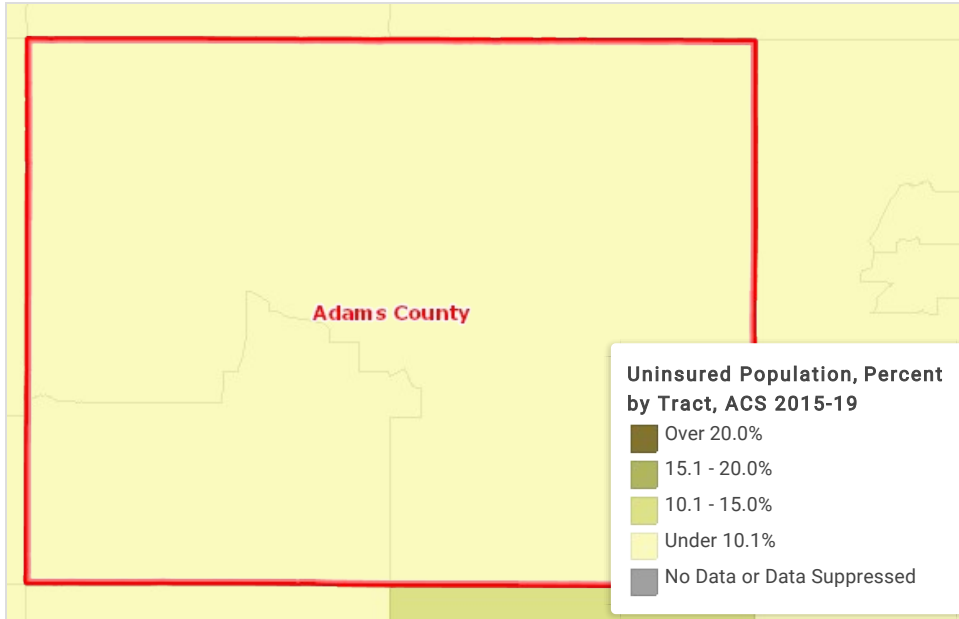 Adams County
Uninsured Population, Percent
by Tract, ACS 2015-19
Over 20.0%
15.1 - 20.0%
10.1 - 15.0%
Under 10.1%
No Data or Data Suppressed